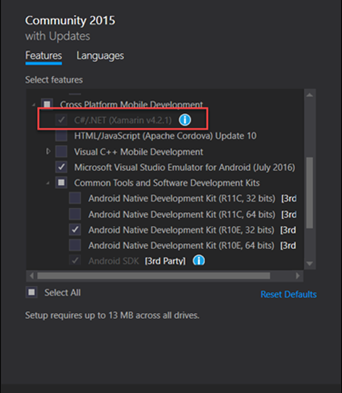 Community 2015
with Updates
Features Languages
Select features
Cross Platform Mobile Development
C#/.NET (Xamarin v4.2.1)
HTML/JavaScript (Apache Cordova) Update 10
Visual C++ Mobile Development
Microsoft Visual Studio Emulator for Android (July 2016)
Common Tools and Software Development Kits
Android Native Development Kit (R11C, 32 bits) [3rd
Android Native Development Kit (R11C, 64 bits) [3rd
Android Native Development Kit (R10E, 32 bits) [3rd
Android Native Development Kit (R10E, 64 bits) [3rd
Android SDK [3rd Party]
Select All
Reset Defaults
Setup requires up to 13 MB across all drives.